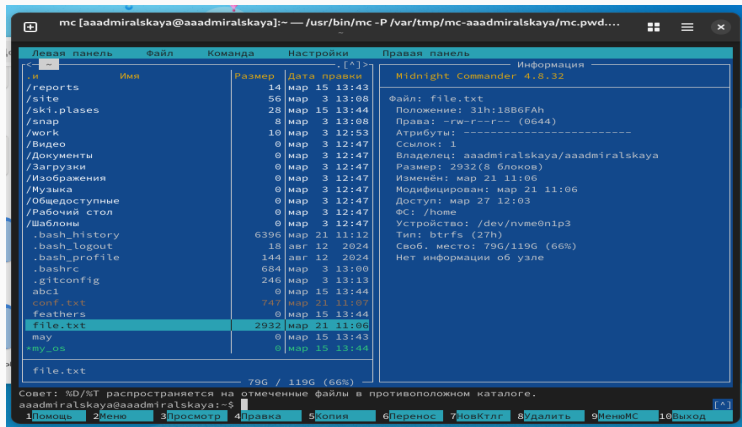 mc [aaadmiralskaya@aaadmiralskaya]:~ — /usr/bin/mc -P /var/tmp/mc-aaadmiralskaya/mc.pwd....
~
Левая панель Файл Команда Настройки Правая панель
<— ~ .[^]>
.и Имя Размер Дата правки
/reports 14 мар 15 13:43
/site 56 мар 3 13:08
/ski.plases 28 мар 15 13:44
/snap 8 мар 3 13:08
/work 10 мар 3 12:53
/Видео 0 мар 3 12:47
/Документы 0 мар 3 12:47
/Загрузки 0 мар 3 12:47
/Изображения 0 мар 3 12:47
/Музыка 0 мар 3 12:47
/Общедоступные 0 мар 3 12:47
/Рабочий стол 0 мар 3 12:47
/Шаблоны 0 мар 3 12:47
.bash_history 6396 мар 21 11:12
.bash_logout 18 авг 12 2024
.bash_profile 144 авг 12 2024
.bashrc 684 мар 3 13:00
.gitconfig 246 мар 3 13:13
abc1 0 мар 15 13:44
conf.txt 747 мар 21 11:07
feathers 0 мар 15 13:44
file.txt 2932 мар 21 11:06
may 0 мар 15 13:43
*my_os 0 мар 15 13:44
file.txt
79G / 119G (66%)
Информация
Midnight Commander 4.8.32
Файл: file.txt
Положение: 31h:18B6FAh
Права: -rw-r--r-- (0644)
Атрибуты: -------------------------
Ссылок: 1
Владелец: aaadmiralskaya/aaadmiralskaya
Размер: 2932(8 блоков)
Изменён: мар 21 11:06
Модифицирован: мар 21 11:06
Доступ: мар 27 12:03
ФС: /home
Устройство: /dev/nvme0n1p3
Тип: btrfs (27h)
Своб. место: 79G/119G (66%)
Нет информации об узле
Совет: %D/%T распространяется на отмеченные файлы в противоположном каталоге.
aaadmiralskaya@aaadmiralskaya:~$ [^]
1Помощь 2Меню 3Просмотр 4Правка 5Копия 6Перенос 7НовКтлг 8Удалить 9МенюМС 10Выход